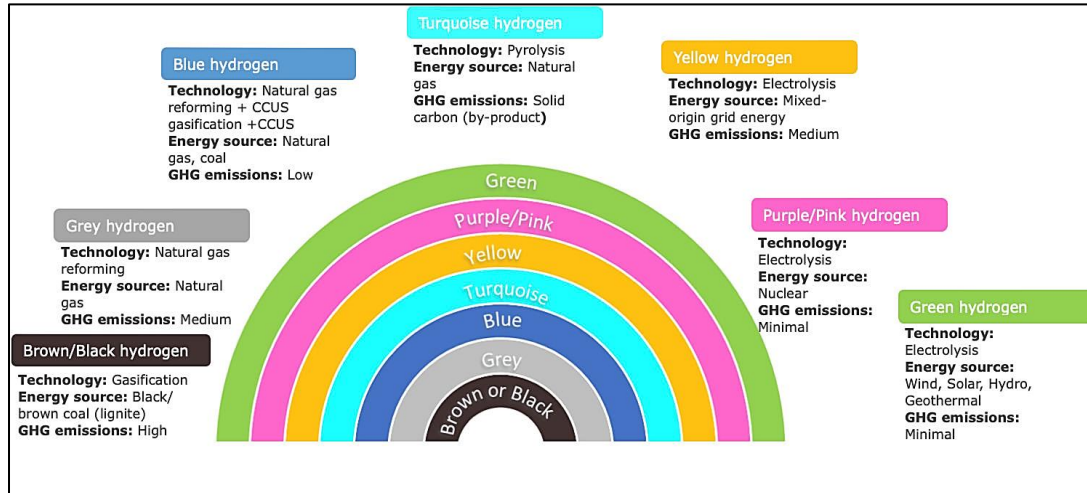 Turquoise hydrogen
Technology: Pyrolysis
Energy source: Natural
gas
GHG emissions: Solid
carbon (by-product)
Blue hydrogen
Technology: Natural gas
reforming + CCUS
gasification +CCUS
Energy source: Natural
gas, coal
GHG emissions: Low
Yellow hydrogen
Technology: Electrolysis
Energy source: Mixed-
origin grid energy
GHG emissions: Medium
Grey hydrogen
Technology: Natural gas
reforming
Energy source: Natural
gas
GHG emissions: Medium
Purple/Pink hydrogen
Technology:
Electrolysis
Energy source:
Nuclear
GHG emissions:
Minimal
Brown/Black hydrogen
Technology: Gasification
Energy source: Black/
brown coal (lignite)
GHG emissions: High
Green hydrogen
Technology:
Electrolysis
Energy source:
Wind, Solar, Hydro,
Geothermal
GHG emissions:
Minimal
Green
Purple/Pink
Yellow
Turquoise
Blue
Grey
Brown or Black